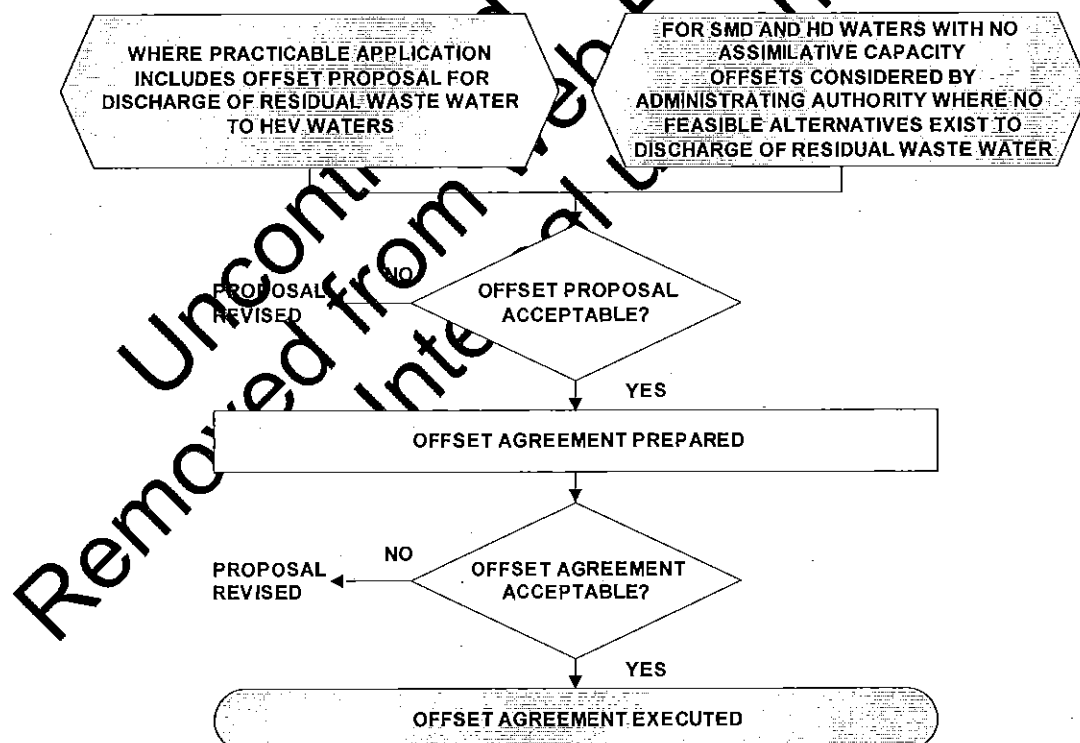 WHERE PRACTICABLE APPLICATION
INCLUDES OFFSET PROPOSAL FOR
DISCHARGE OF RESIDUAL WASTE WATER
TO HEV WATERS
FOR SMD AND HD WATERS WITH NO
ASSIMILATIVE CAPACITY
OFFSETS CONSIDERED BY
ADMINISTRATING AUTHORITY WHERE NO
FEASIBLE ALTERNATIVES EXIST TO
DISCHARGE OF RESIDUAL WASTE WATER
OFFSET PROPOSAL
ACCEPTABLE?
NO
PROPOSAL
REVISED
YES
OFFSET AGREEMENT PREPARED
OFFSET AGREEMENT
ACCEPTABLE?
NO
PROPOSAL
REVISED
YES
OFFSET AGREEMENT EXECUTED
Removed from